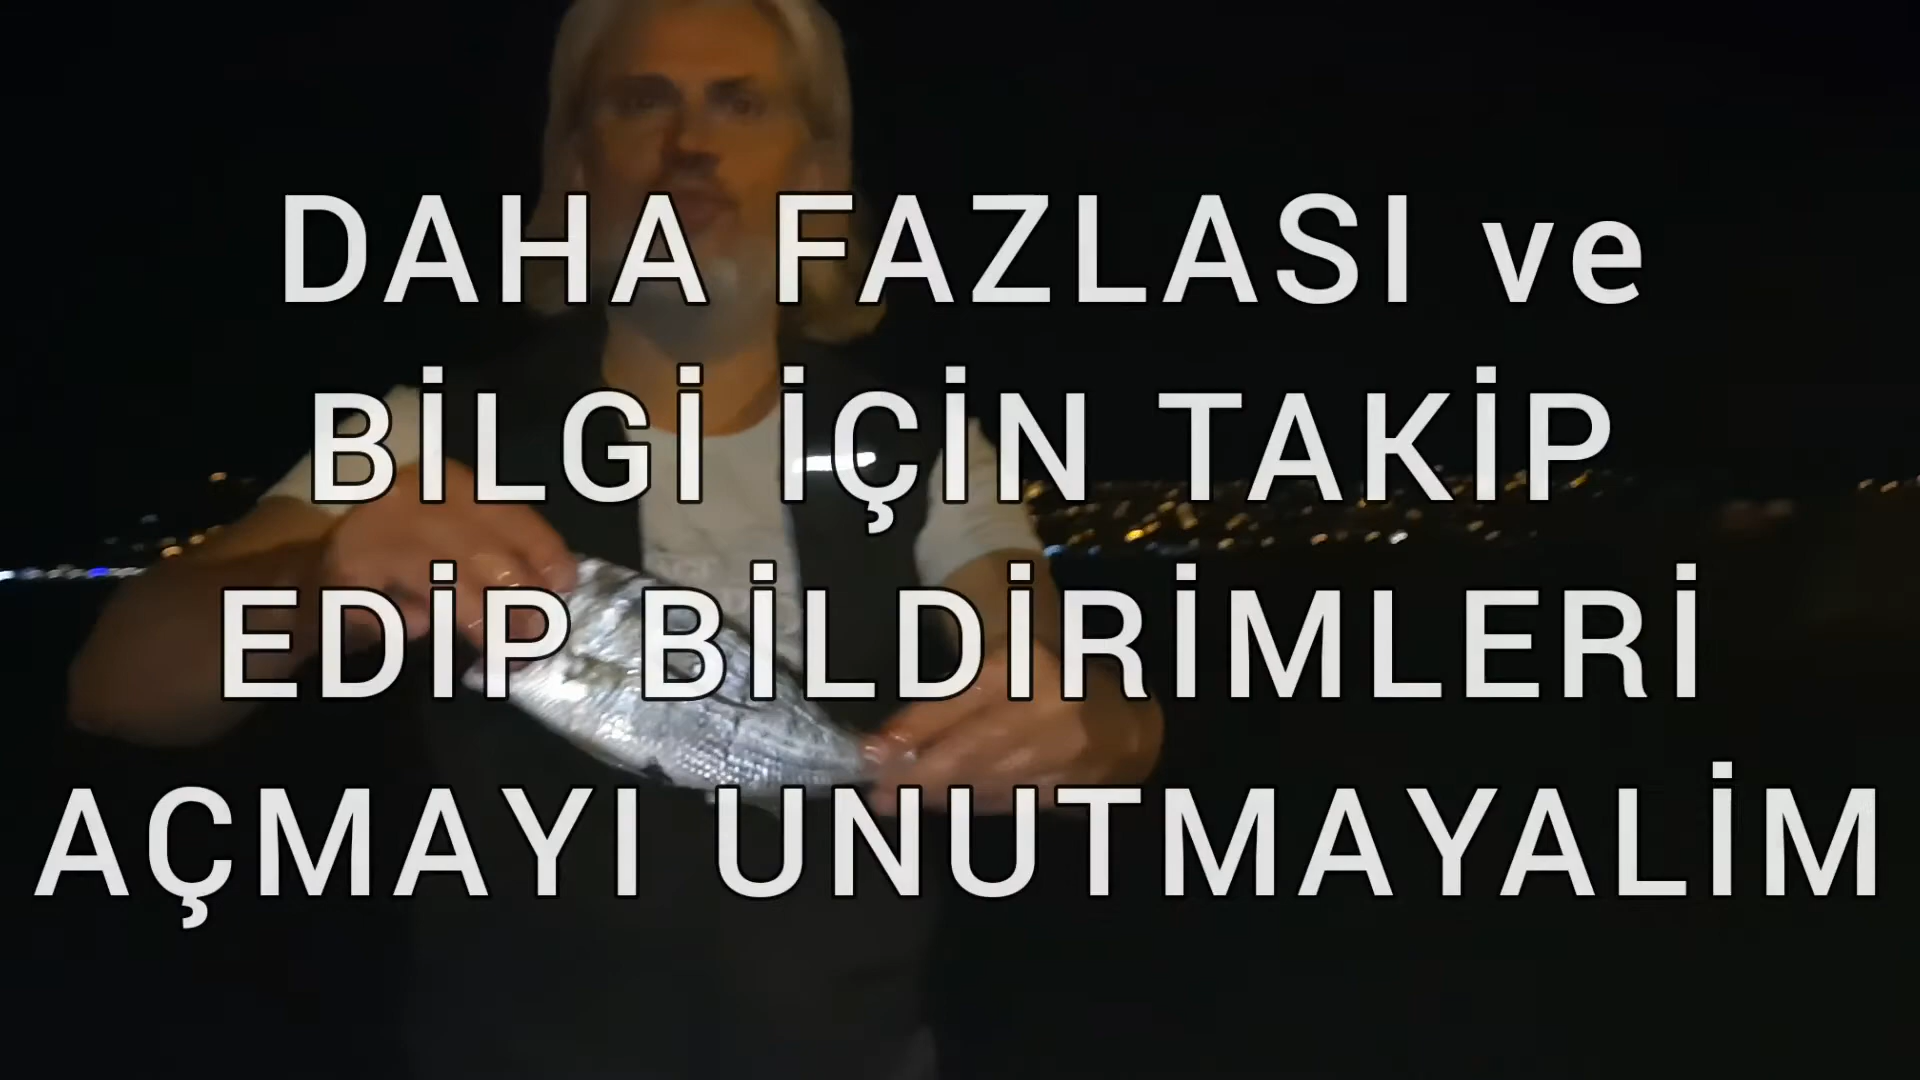 DAHA FAZLASI ve
BİLGİ İÇİN TAKİP
EDİP BİLDİRİMLERİ
AÇMAYI UNUTMAYALİM